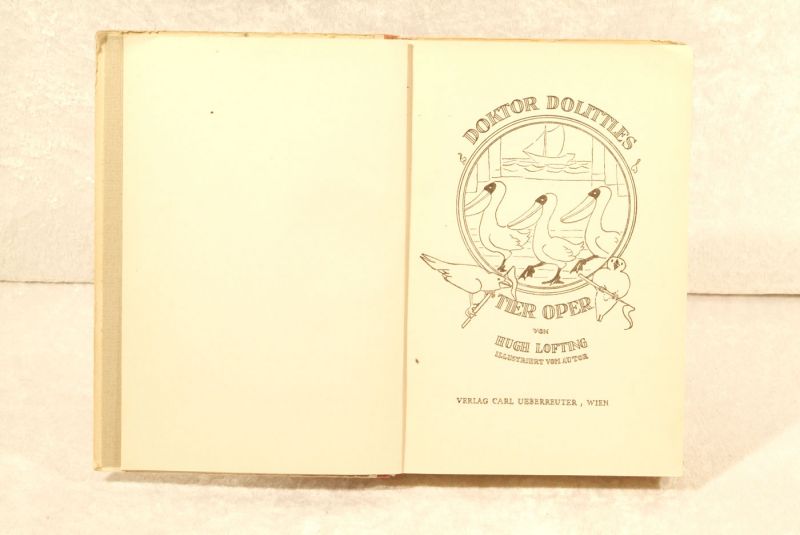 DOKTOR DOLITTLES
TIER OPER
VON
HUGH LOFTING
ILLUSTRIERT VOM AUTOR
VERLAG CARL UEBERREUTER, WIEN